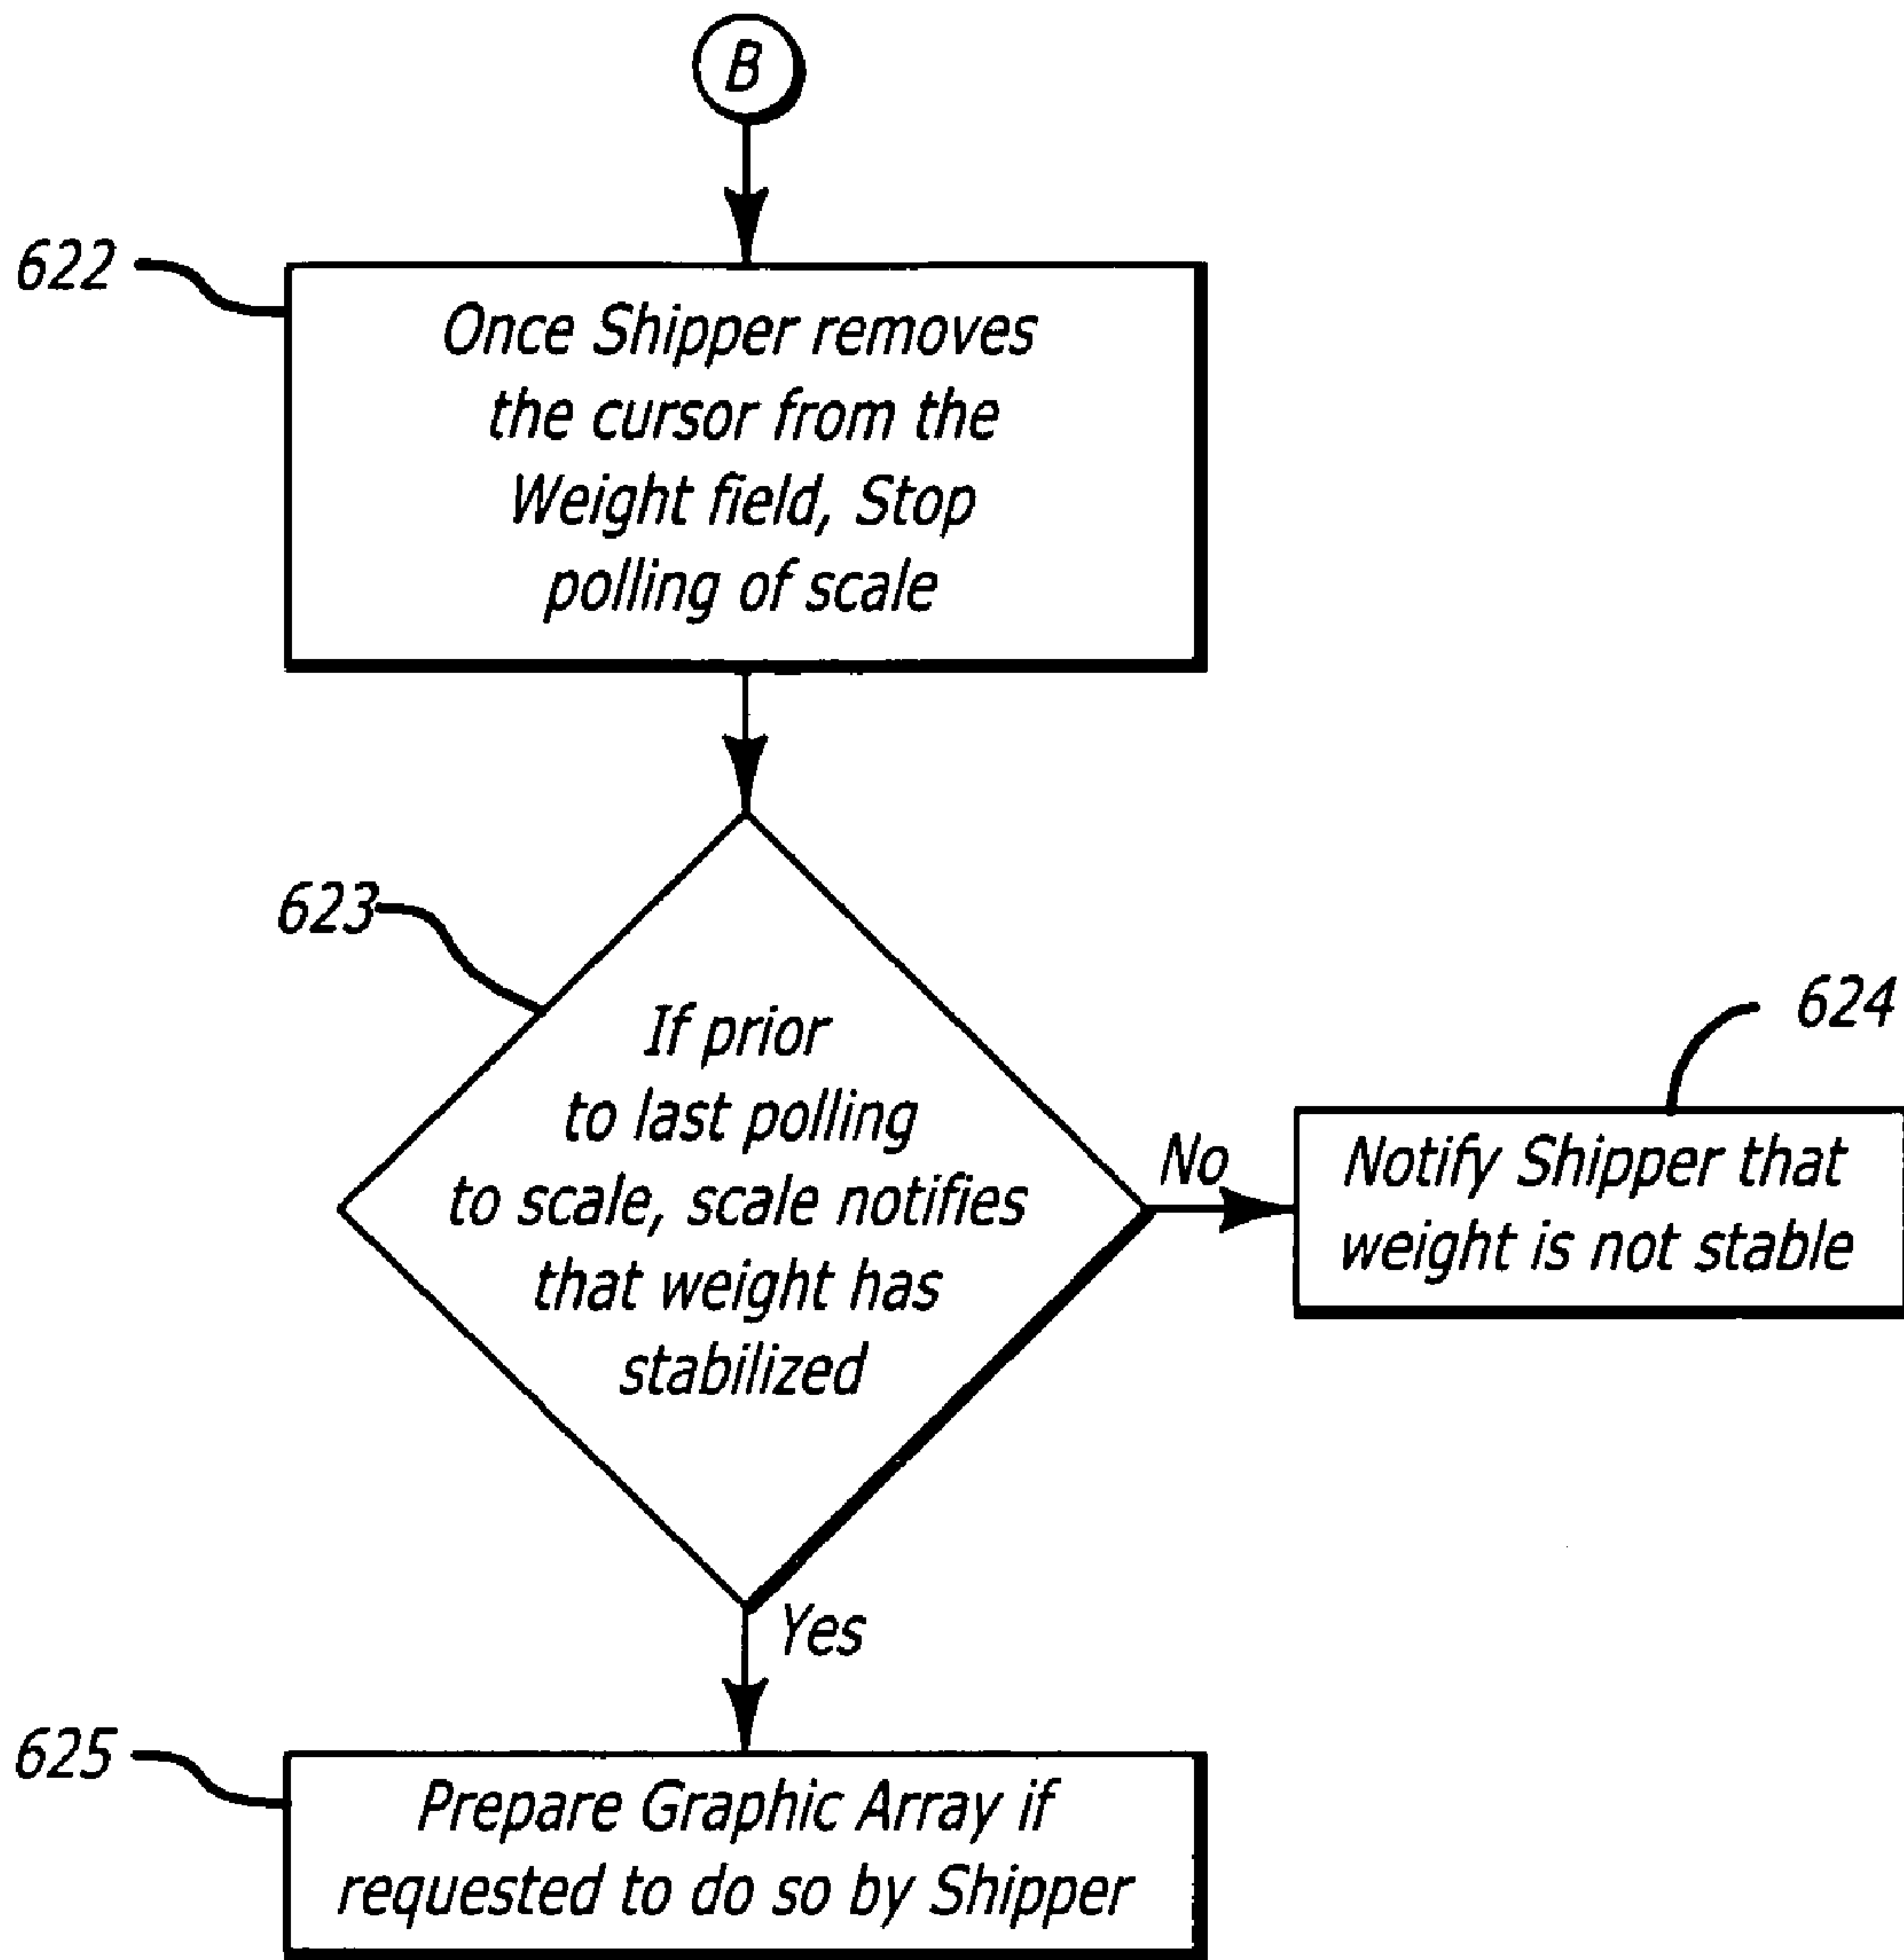 B
622
Once Shipper removes
the cursor from the
Weight field, Stop
polling of scale
623
If prior
to last polling
to scale, scale notifies
that weight has
stabilized
No
624
Notify Shipper that
weight is not stable
Yes
625
Prepare Graphic Array if
requested to do so by Shipper